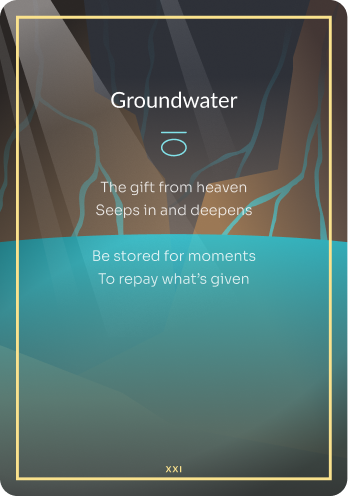 Groundwater
The gift from heaven
Seeps in and deepens
Be stored for moments
To repay what’s given
XXI